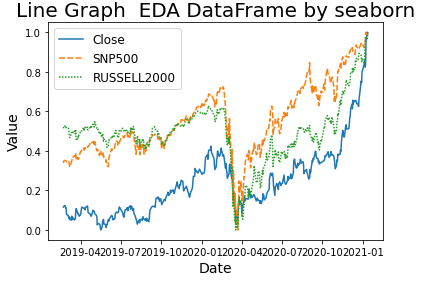 Line Graph  EDA DataFrame by seaborn
Close
SNP500
RUSSELL2000
1.0
0.8
0.6
0.4
0.2
0.0
Value
2019-04 2019-07 2019-10 2020-01 2020-04 2020-07 2020-10 2021-01
Date